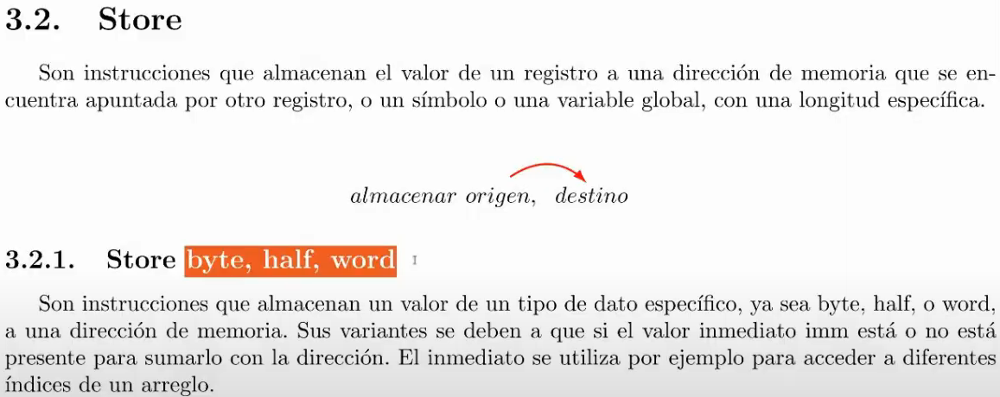 3.2. Store
Son instrucciones que almacenan el valor de un registro a una dirección de memoria que se en-
cuentra apuntada por otro registro, o un símbolo o una variable global, con una longitud específica.
almacenar origen, destino
3.2.1. Store byte, half, word
Son instrucciones que almacenan un valor de un tipo de dato específico, ya sea byte, half, o word,
a una dirección de memoria. Sus variantes se deben a que si el valor inmediato imm está o no está
presente para sumarlo con la dirección. El inmediato se utiliza por ejemplo para acceder a diferentes
índices de un arreglo.